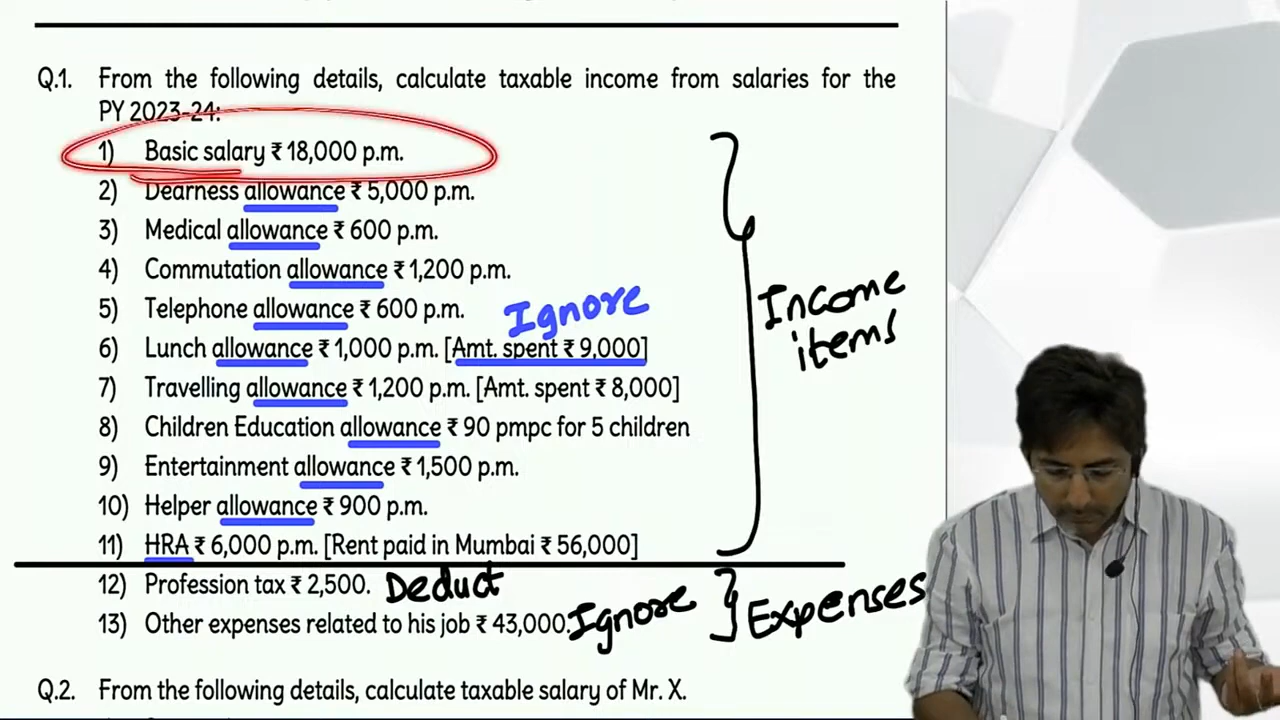 Q.1. From the following details, calculate taxable income from salaries for the
PY 2023-24:
1) Basic salary ₹ 18,000 p.m.
2) Dearness allowance ₹ 5,000 p.m.
3) Medical allowance ₹ 600 p.m.
4) Commutation allowance ₹ 1,200 p.m.
5) Telephone allowance ₹ 600 p.m.
Ignore
6) Lunch allowance ₹ 1,000 p.m. [Amt. spent ₹ 9,000]
7) Travelling allowance ₹ 1,200 p.m. [Amt. spent ₹ 8,000]
8) Children Education allowance ₹ 90 pmpc for 5 children
9) Entertainment allowance ₹ 1,500 p.m.
10) Helper allowance ₹ 900 p.m.
11) HRA ₹ 6,000 p.m. [Rent paid in Mumbai ₹ 56,000]
Income
items
12) Profession tax ₹ 2,500. Deduct
13) Other expenses related to his job ₹ 43,000. Ignore
Expenses
Q.2. From the following details, calculate taxable salary of Mr. X.